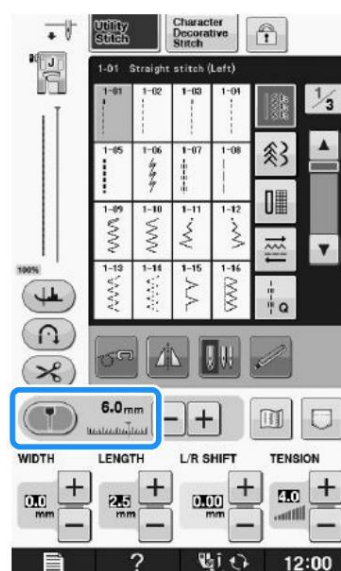 Utility
Stitch
Character
Decorative
Stitch
J
1-01 Straight stitch (Left)
1/3
1-01 1-02 1-03 1-04
1-05 1-06 1-07 1-08
1-09 1-10 1-11 1-12
1-13 1-14 1-15 1-16
Q
100%
6.0mm
- +
WIDTH LENGTH L/R SHIFT TENSION
0.0 mm + 2.5 mm + 0.00 mm + 4.0 +
- - - -
? 12:00